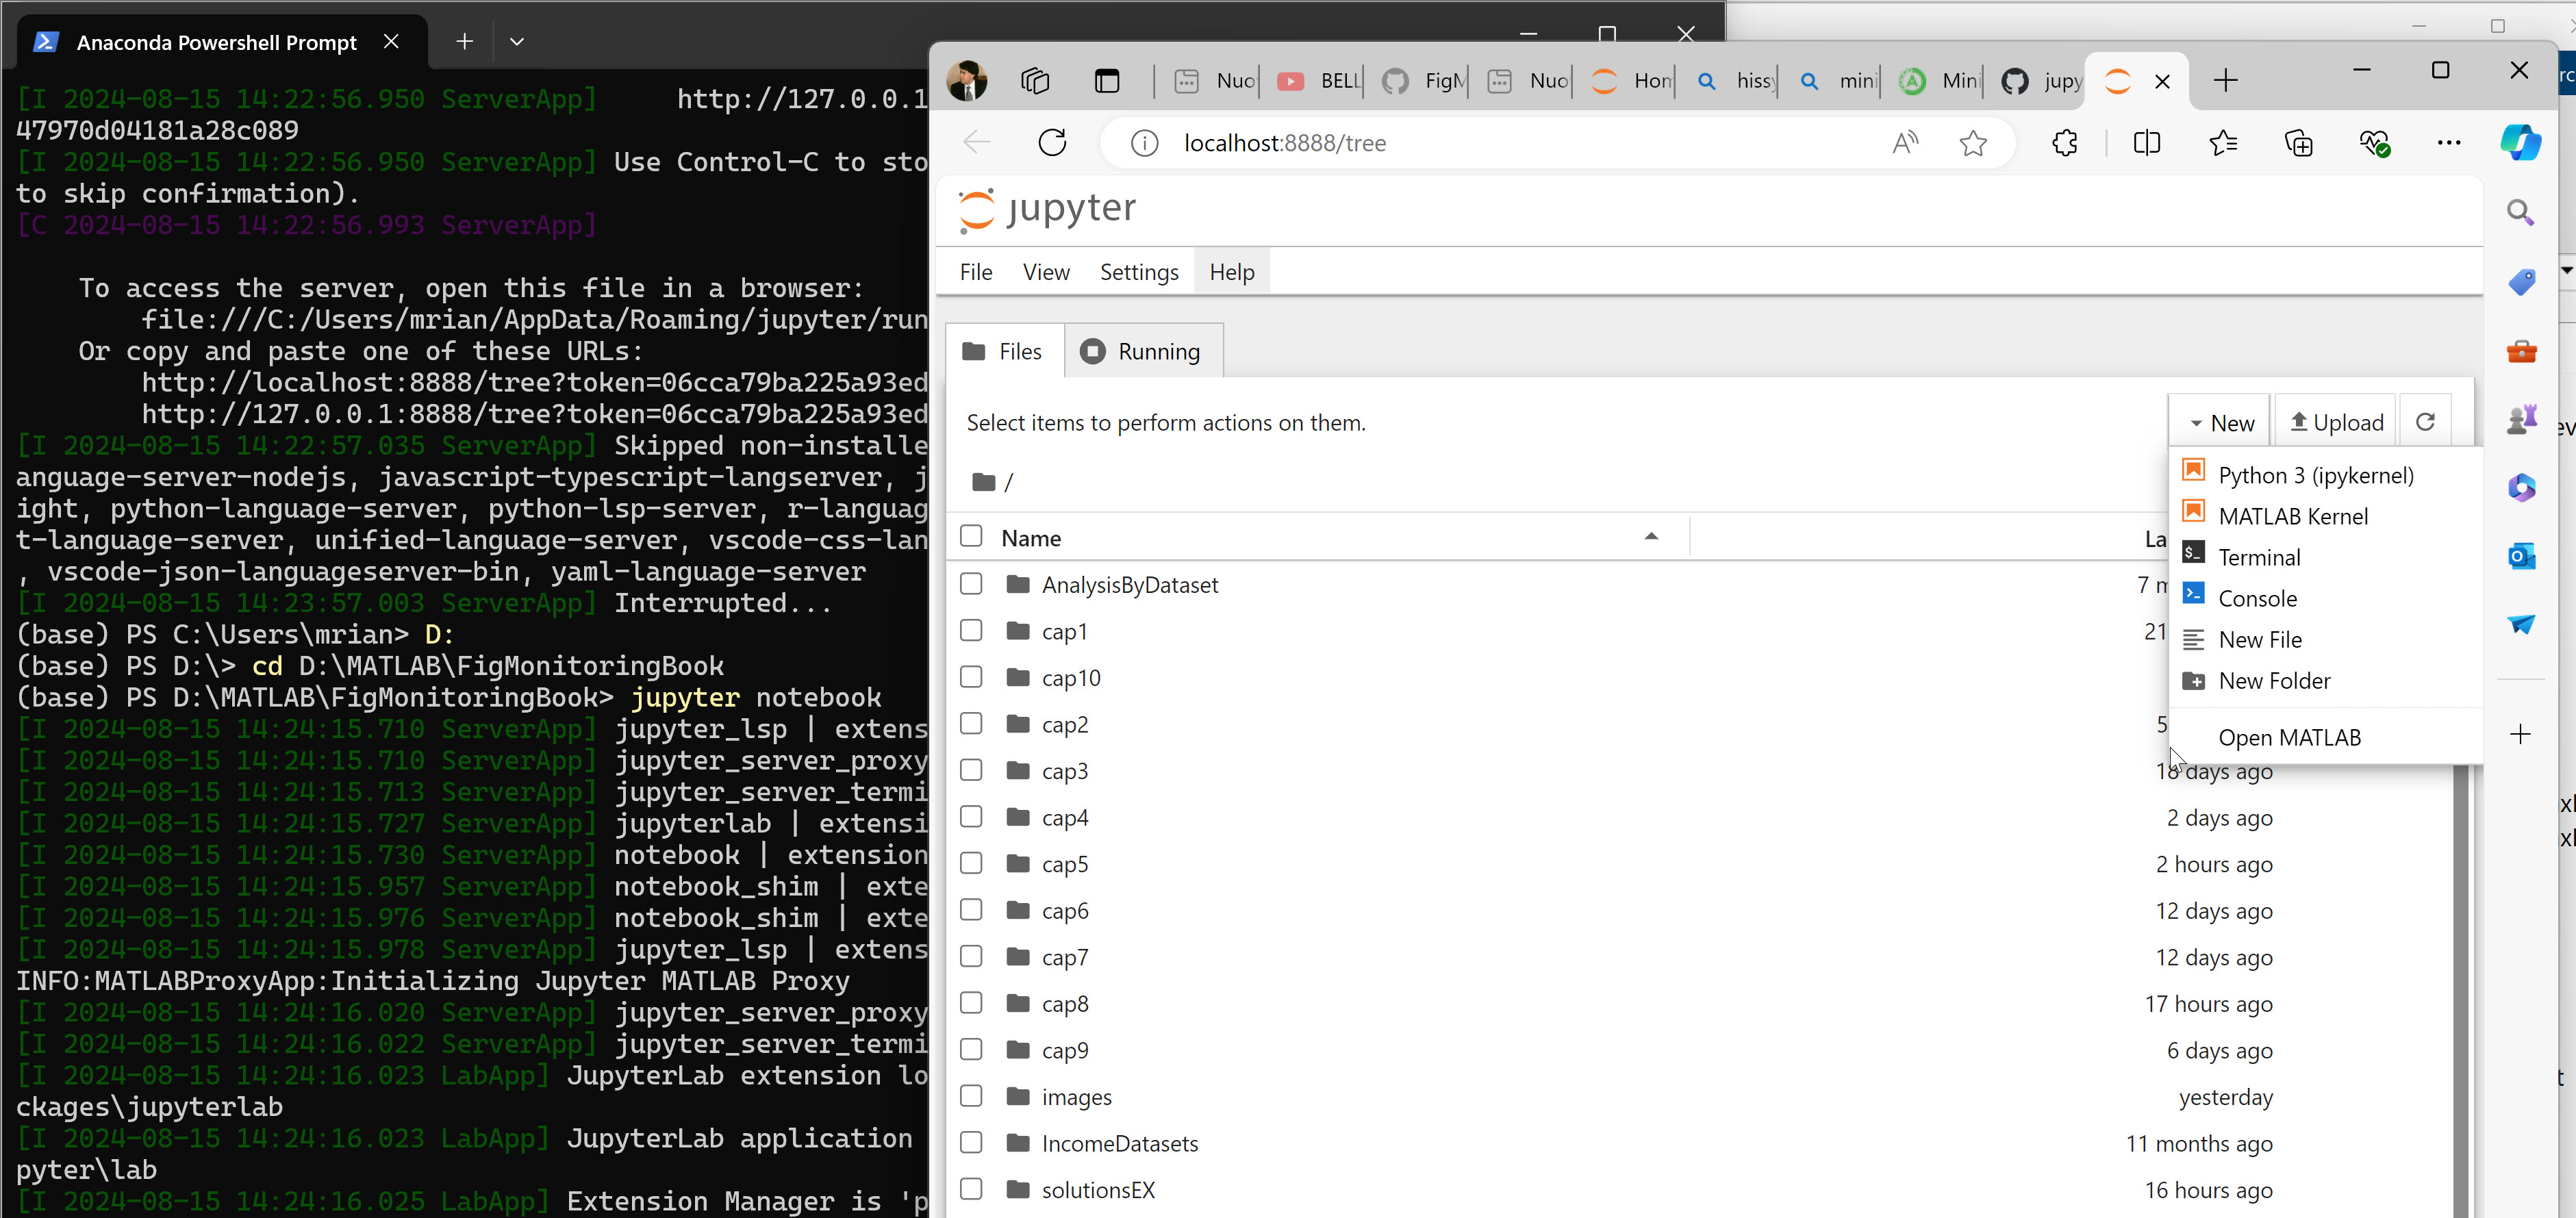 Anaconda Powershell Prompt
[I 2024-08-15 14:22:56.950 ServerApp]     http://127.0.0.1
47970d04181a28c089
[I 2024-08-15 14:22:56.950 ServerApp] Use Control-C to sto
to skip confirmation).
[C 2024-08-15 14:22:56.993 ServerApp]
To access the server, open this file in a browser:
file:///C:/Users/mrian/AppData/Roaming/jupyter/run
Or copy and paste one of these URLs:
http://localhost:8888/tree?token=06cca79ba225a93ed
http://127.0.0.1:8888/tree?token=06cca79ba225a93ed
[I 2024-08-15 14:22:57.035 ServerApp] Skipped non-installe
anguage-server-nodejs, javascript-typescript-langserver, j
ight, python-language-server, python-lsp-server, r-languag
t-language-server, unified-language-server, vscode-css-lan
, vscode-json-languageserver-bin, yaml-language-server
[I 2024-08-15 14:23:57.003 ServerApp] Interrupted...
(base) PS C:\Users\mrian> D:
(base) PS D:\> cd D:\MATLAB\FigMonitoringBook
(base) PS D:\MATLAB\FigMonitoringBook> jupyter notebook
[I 2024-08-15 14:24:15.710 ServerApp] jupyter_lsp | extens
[I 2024-08-15 14:24:15.710 ServerApp] jupyter_server_proxy
[I 2024-08-15 14:24:15.713 ServerApp] jupyter_server_termi
[I 2024-08-15 14:24:15.727 ServerApp] jupyterlab | extensi
[I 2024-08-15 14:24:15.730 ServerApp] notebook | extension
[I 2024-08-15 14:24:15.957 ServerApp] notebook_shim | exte
[I 2024-08-15 14:24:15.976 ServerApp] notebook_shim | exte
[I 2024-08-15 14:24:15.978 ServerApp] jupyter_lsp | extens
INFO:MATLABProxyApp:Initializing Jupyter MATLAB Proxy
[I 2024-08-15 14:24:16.020 ServerApp] jupyter_server_proxy
[I 2024-08-15 14:24:16.022 ServerApp] jupyter_server_termi
[I 2024-08-15 14:24:16.023 LabApp] JupyterLab extension lo
ckages\jupyterlab
[I 2024-08-15 14:24:16.023 LabApp] JupyterLab application
pyter\lab
[I 2024-08-15 14:24:16.025 LabApp] Extension Manager is 'p
Nuo BELL FigM Nuo Hon hiss mini Mini jupy
localhost:8888/tree
jupyter
File View Settings Help
Files Running
Select items to perform actions on them.
New Upload
/
Python 3 (ipykernel)
MATLAB Kernel
Terminal
Console
New File
New Folder
Open MATLAB
Name La
AnalysisByDataset 7 m
cap1 21
cap10
cap2 5
cap3 18 days ago
cap4 2 days ago
cap5 2 hours ago
cap6 12 days ago
cap7 12 days ago
cap8 17 hours ago
cap9 6 days ago
images yesterday
IncomeDatasets 11 months ago
solutionsEX 16 hours ago